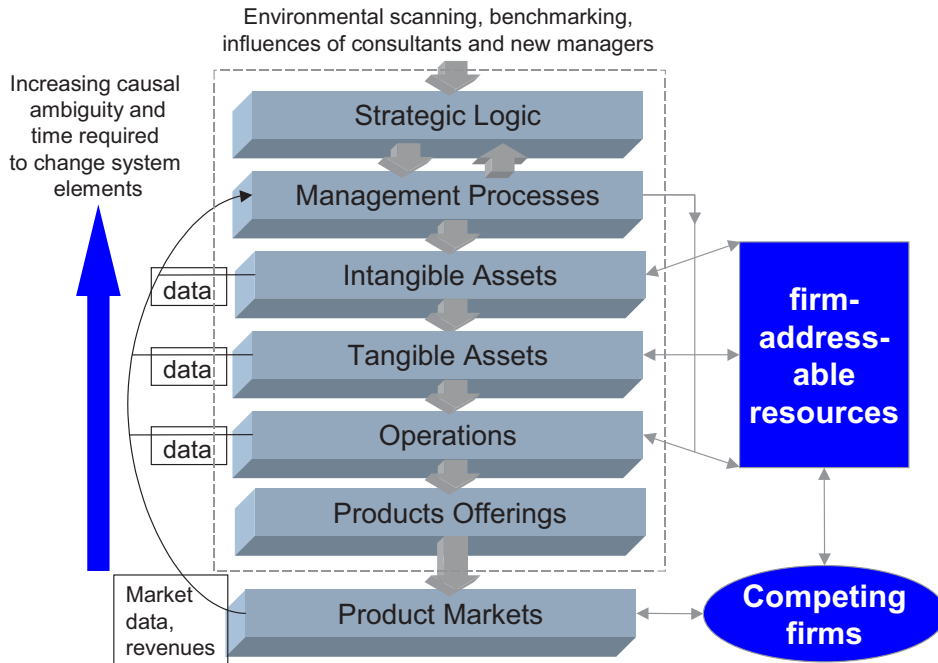 Environmental scanning, benchmarking,
influences of consultants and new managers
Increasing causal
ambiguity and
time required
to change system
elements
Strategic Logic
Management Processes
Intangible Assets
data
Tangible Assets
data
Operations
data
Products Offerings
Market
data,
revenues
Product Markets
firm-
address-
able
resources
Competing
firms